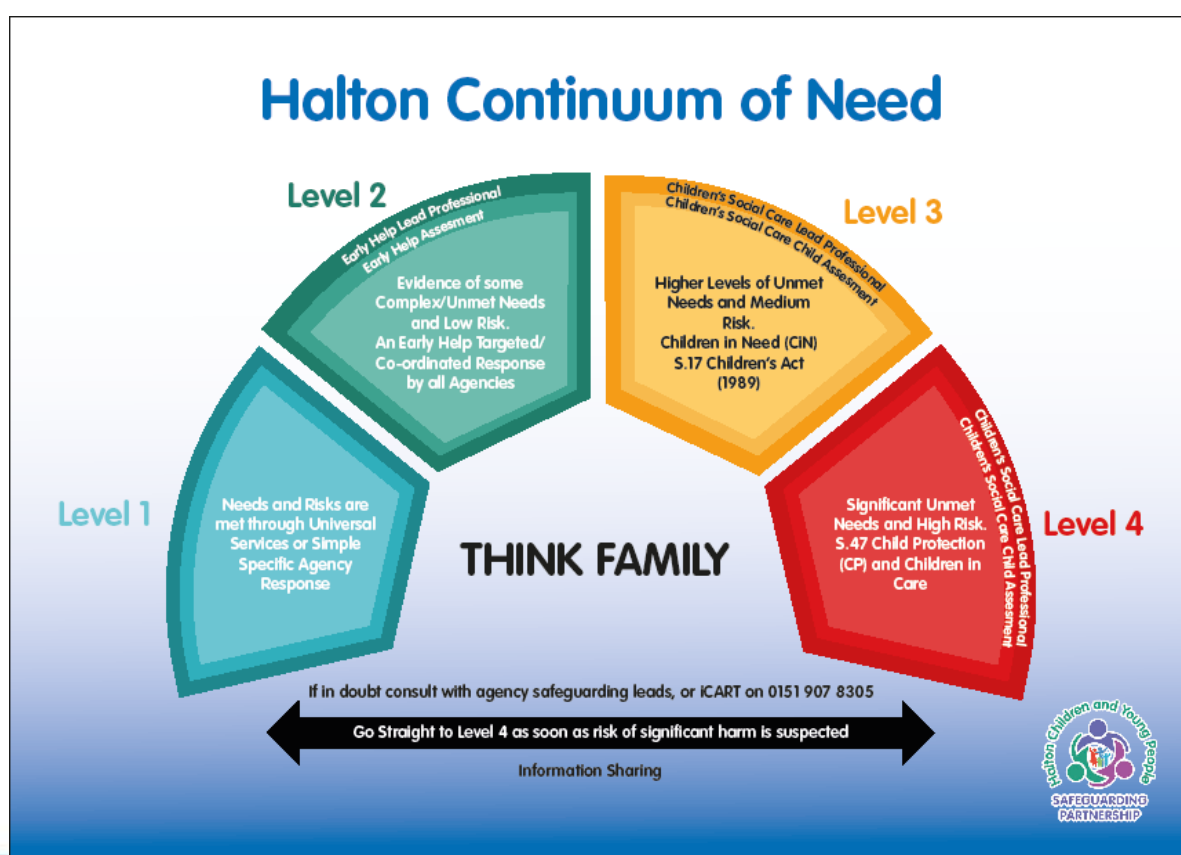 Halton Continuum of Need
Level 1
Needs and Risks are
met through Universal
Services or Simple
Specific Agency
Response
Level 2
Early Help Lead Professional
Early Help Assesment
Evidence of some
Complex/Unmet Needs
and Low Risk.
An Early Help Targeted/
Co-ordinated Response
by all Agencies
Level 3
Children's Social Care Lead Professional
Children's Social Care Child Assesment
Higher Levels of Unmet
Needs and Medium
Risk.
Children in Need (CiN)
S.17 Children's Act
(1989)
Level 4
Children's Social Care Lead Professional
Children's Social Care Child Assesment
Significant Unmet
Needs and High Risk.
S.47 Child Protection
(CP) and Children in
Care
THINK FAMILY
If in doubt consult with agency safeguarding leads, or iCART on 0151 907 8305
Go Straight to Level 4 as soon as risk of significant harm is suspected
Information Sharing
Halton Children and Young People
SAFEGUARDING
PARTNERSHIP